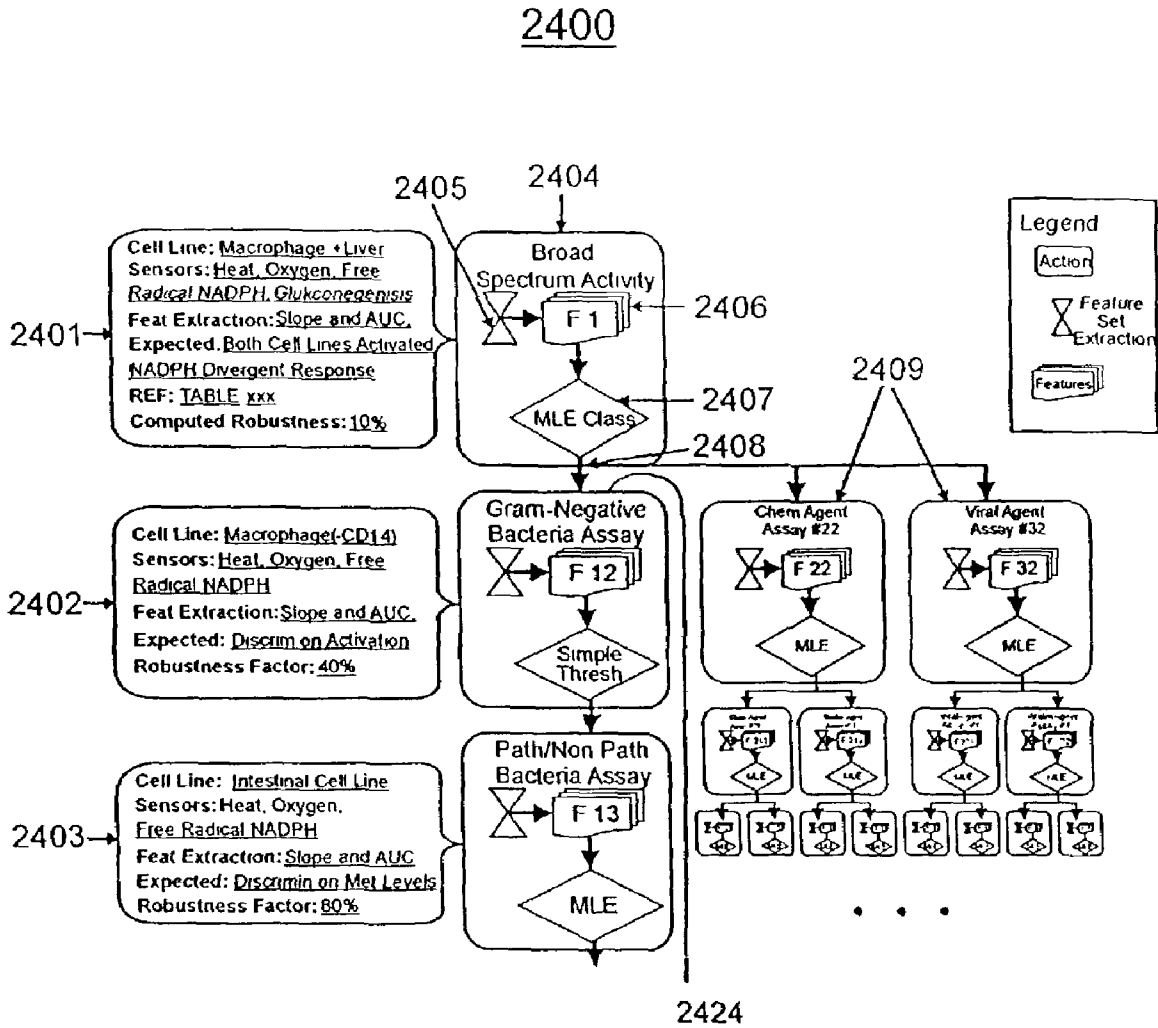 2400
2404
2405
Cell Line: Macrophage +Liver
Sensors: Heat, Oxygen, Free
Radical NADPH, Glukconegenisis
Feat Extraction: Slope and AUC,
Expected. Both Cell Lines Activated
NADPH Divergent Response
REF: TABLE xxx
Computed Robustness: 10%
2401
Broad
Spectrum Activity
F 1
2406
MLE Class
2407
2408
2409
Legend
Action
Feature
Set
Extraction
Features
Cell Line: Macrophage(-CD14)
Sensors: Heat, Oxygen, Free
Radical NADPH
Feat Extraction: Slope and AUC,
Expected: Discrim on Activation
Robustness Factor: 40%
2402
Gram-Negative
Bacteria Assay
F 12
Simple
Thresh
Chem Agent
Assay #22
F 22
MLE
Viral Agent
Assay #32
F 32
MLE
MLE
MLE
MLE
MLE
Cell Line: Intestinal Cell Line
Sensors: Heat, Oxygen,
Free Radical NADPH
Feat Extraction: Slope and AUC
Expected: Discrimin on Met Levels
Robustness Factor: 80%
2403
Path/Non Path
Bacteria Assay
F 13
MLE
2424